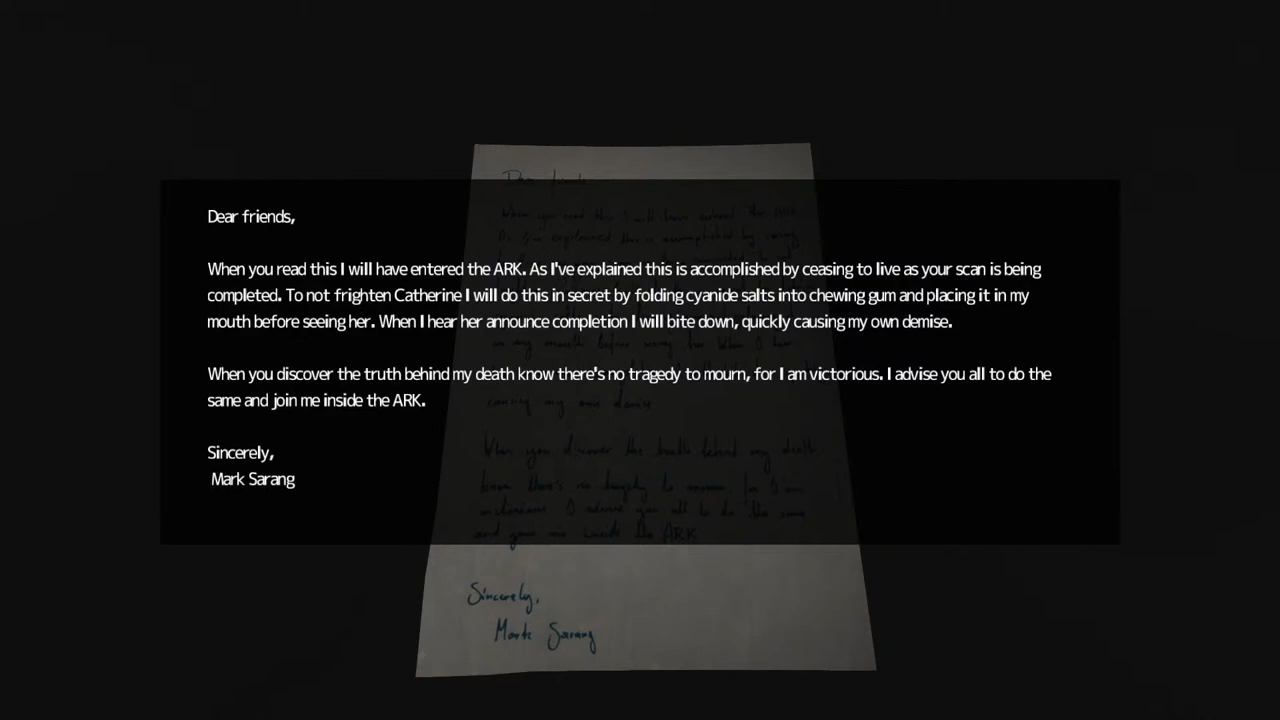 Dear friends,
When you read this I will have entered the ARK. As I've explained this is accomplished by ceasing to live as your scan is being
completed. To not frighten Catherine I will do this in secret by folding cyanide salts into chewing gum and placing it in my
mouth before seeing her. When I hear her announce completion I will bite down, quickly causing my own demise.
When you discover the truth behind my death know there's no tragedy to mourn, for I am victorious. I advise you all to do the
same and join me inside the ARK.
Sincerely,
Mark Sarang
Sincerely,
Mark Sarang